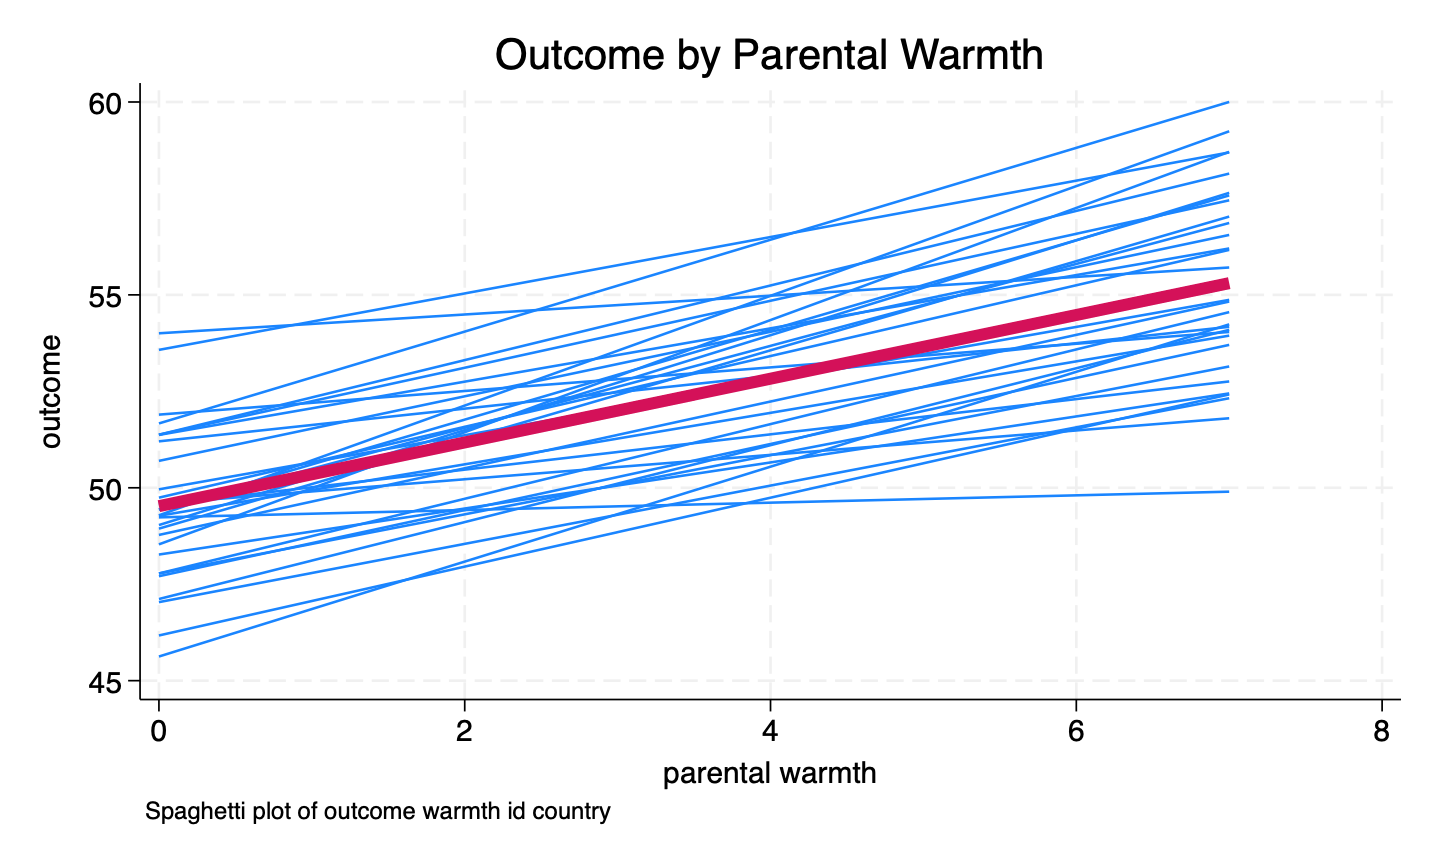 Outcome by Parental Warmth
60
55
50
45
outcome
0 2 4 6 8
parental warmth
Spaghetti plot of outcome warmth id country